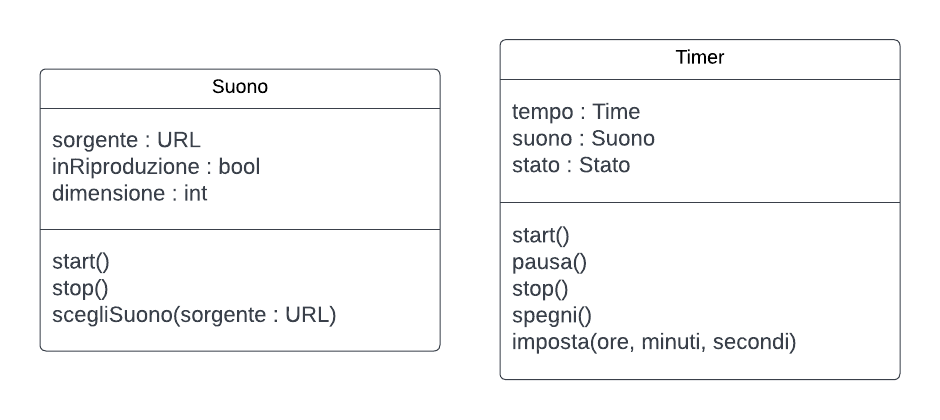 Suono
sorgente : URL
inRiproduzione : bool
dimensione : int
start()
stop()
scegliSuono(sorgente : URL)
Timer
tempo : Time
suono : Suono
stato : Stato
start()
pausa()
stop()
spegni()
imposta(ore, minuti, secondi)